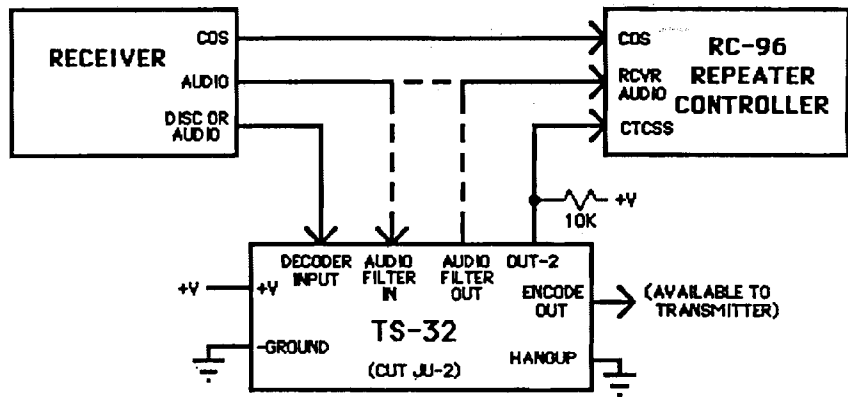 RECEIVER
COS
AUDIO
DISC OR
AUDIO
COS
RCVR
AUDIO
CTCSS
RC-96
REPEATER
CONTROLLER
+V
10K
DECODER
INPUT
AUDIO
FILTER
IN
AUDIO
FILTER
OUT
OUT-2
+V
+V
ENCODE
OUT
(AVAILABLE TO
TRANSMITTER)
TS-32
-GROUND
(CUT JU-2)
HANGUP